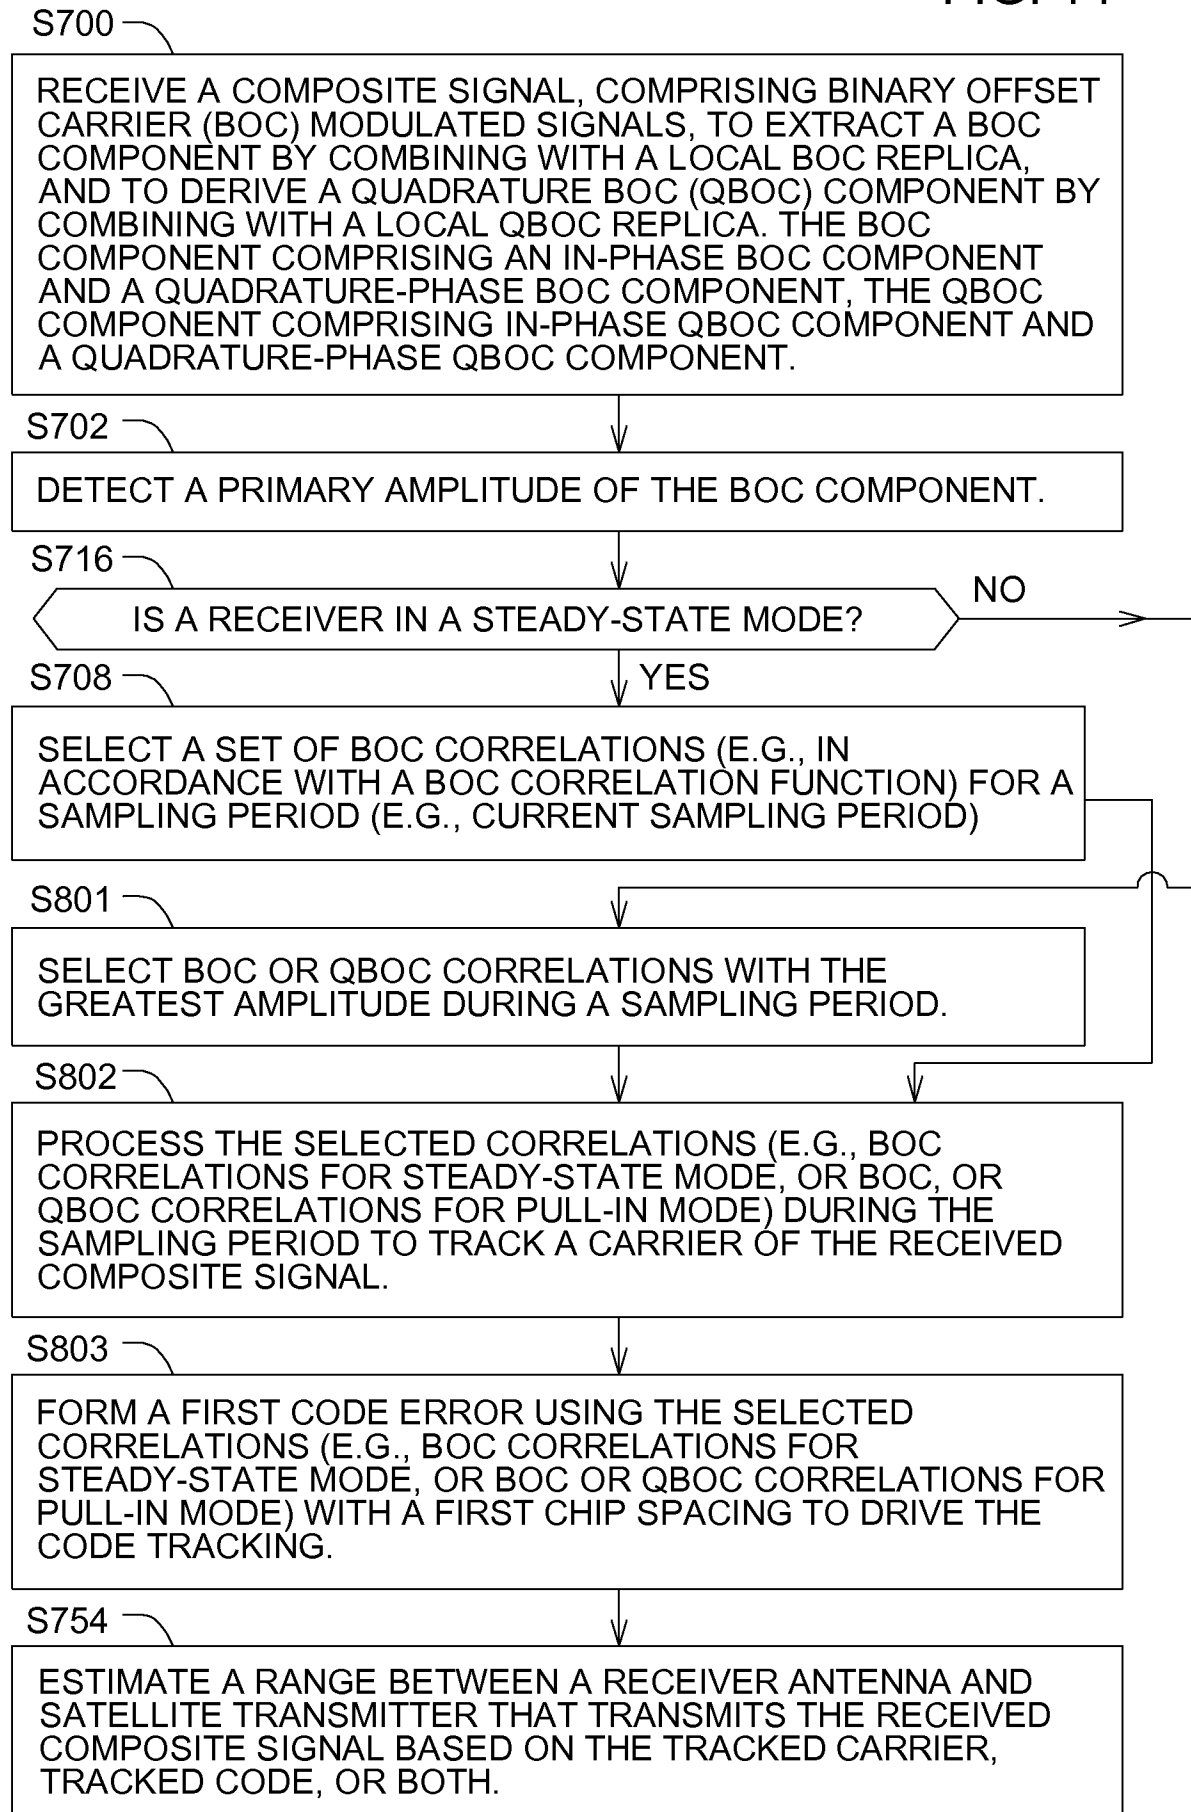 S700
RECEIVE A COMPOSITE SIGNAL, COMPRISING BINARY OFFSET
CARRIER (BOC) MODULATED SIGNALS, TO EXTRACT A BOC
COMPONENT BY COMBINING WITH A LOCAL BOC REPLICA,
AND TO DERIVE A QUADRATURE BOC (QBOC) COMPONENT BY
COMBINING WITH A LOCAL QBOC REPLICA. THE BOC
COMPONENT COMPRISING AN IN-PHASE BOC COMPONENT
AND A QUADRATURE-PHASE BOC COMPONENT, THE QBOC
COMPONENT COMPRISING IN-PHASE QBOC COMPONENT AND
A QUADRATURE-PHASE QBOC COMPONENT.
S702
DETECT A PRIMARY AMPLITUDE OF THE BOC COMPONENT.
S716
IS A RECEIVER IN A STEADY-STATE MODE?
NO
YES
S708
SELECT A SET OF BOC CORRELATIONS (E.G., IN
ACCORDANCE WITH A BOC CORRELATION FUNCTION) FOR A
SAMPLING PERIOD (E.G., CURRENT SAMPLING PERIOD)
S801
SELECT BOC OR QBOC CORRELATIONS WITH THE
GREATEST AMPLITUDE DURING A SAMPLING PERIOD.
S802
PROCESS THE SELECTED CORRELATIONS (E.G., BOC
CORRELATIONS FOR STEADY-STATE MODE, OR BOC, OR
QBOC CORRELATIONS FOR PULL-IN MODE) DURING THE
SAMPLING PERIOD TO TRACK A CARRIER OF THE RECEIVED
COMPOSITE SIGNAL.
S803
FORM A FIRST CODE ERROR USING THE SELECTED
CORRELATIONS (E.G., BOC CORRELATIONS FOR
STEADY-STATE MODE, OR BOC OR QBOC CORRELATIONS FOR
PULL-IN MODE) WITH A FIRST CHIP SPACING TO DRIVE THE
CODE TRACKING.
S754
ESTIMATE A RANGE BETWEEN A RECEIVER ANTENNA AND
SATELLITE TRANSMITTER THAT TRANSMITS THE RECEIVED
COMPOSITE SIGNAL BASED ON THE TRACKED CARRIER,
TRACKED CODE, OR BOTH.